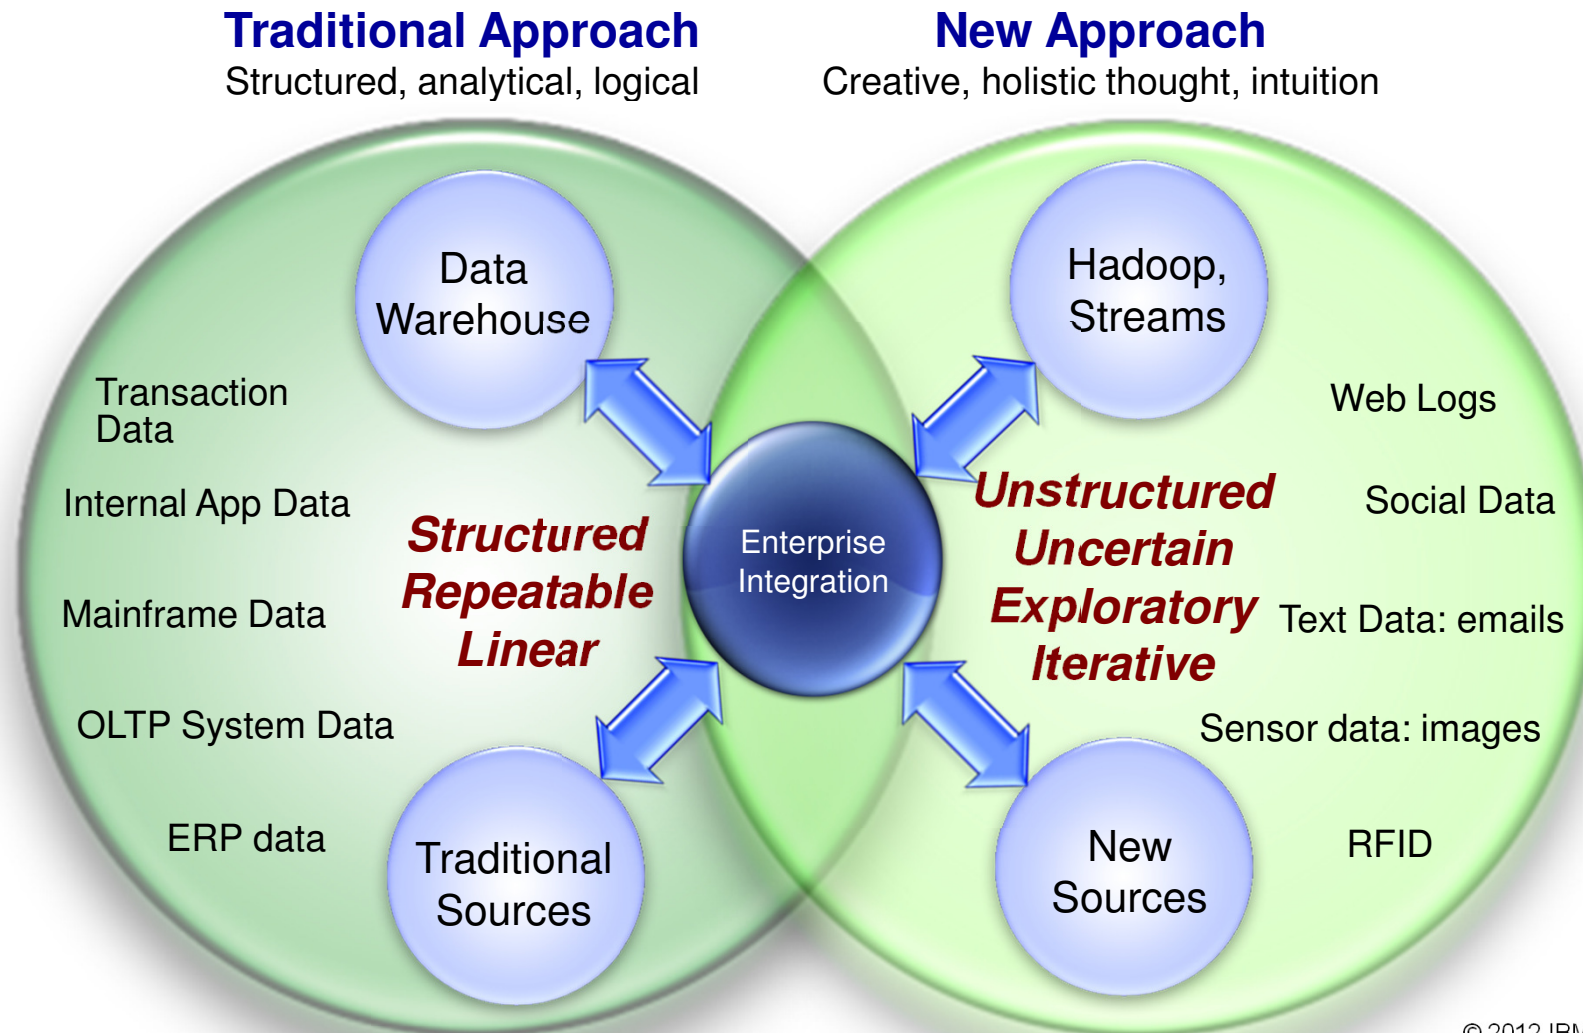 Traditional Approach
Structured, analytical, logical
New Approach
Creative, holistic thought, intuition
Data
Warehouse
Transaction
Data
Internal App Data
Mainframe Data
OLTP System Data
ERP data
Structured
Repeatable
Linear
Traditional
Sources
Enterprise
Integration
Hadoop,
Streams
Unstructured
Uncertain
Exploratory
Iterative
Web Logs
Social Data
Text Data: emails
Sensor data: images
RFID
New
Sources
© 2012 IBM